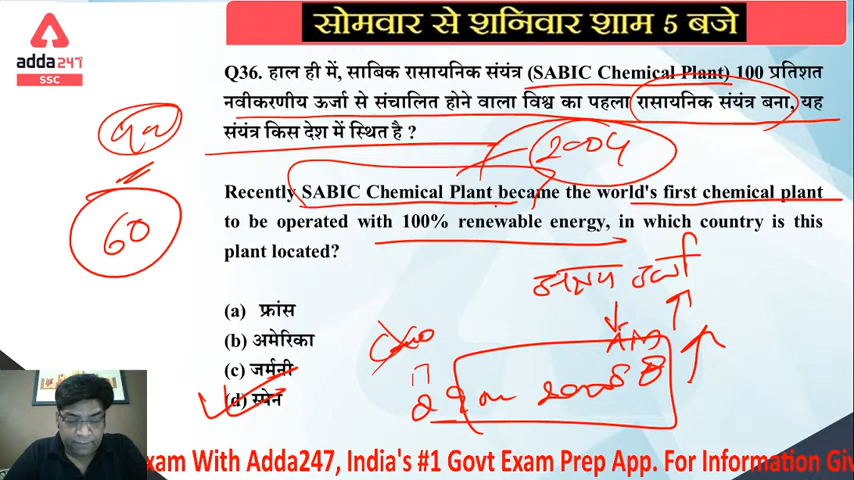 सोमवार से शनिवार शाम 5 बजे
adda247
SSC
Q36. हाल ही में, साबिक रासायनिक संयंत्र (SABIC Chemical Plant) 100 प्रतिशत
नवीकरणीय ऊर्जा से संचालित होने वाला विश्व का पहला रासायनिक संयंत्र बना, यह
संयंत्र किस देश में स्थित है ?
2004
60
Recently SABIC Chemical Plant became the world's first chemical plant
to be operated with 100% renewable energy, in which country is this
plant located?
(a) फ्रांस
(b) अमेरिका
(c) जर्मनी
(d) स्पेन
xam With Adda247, India's #1 Govt Exam Prep App. For Information Giv